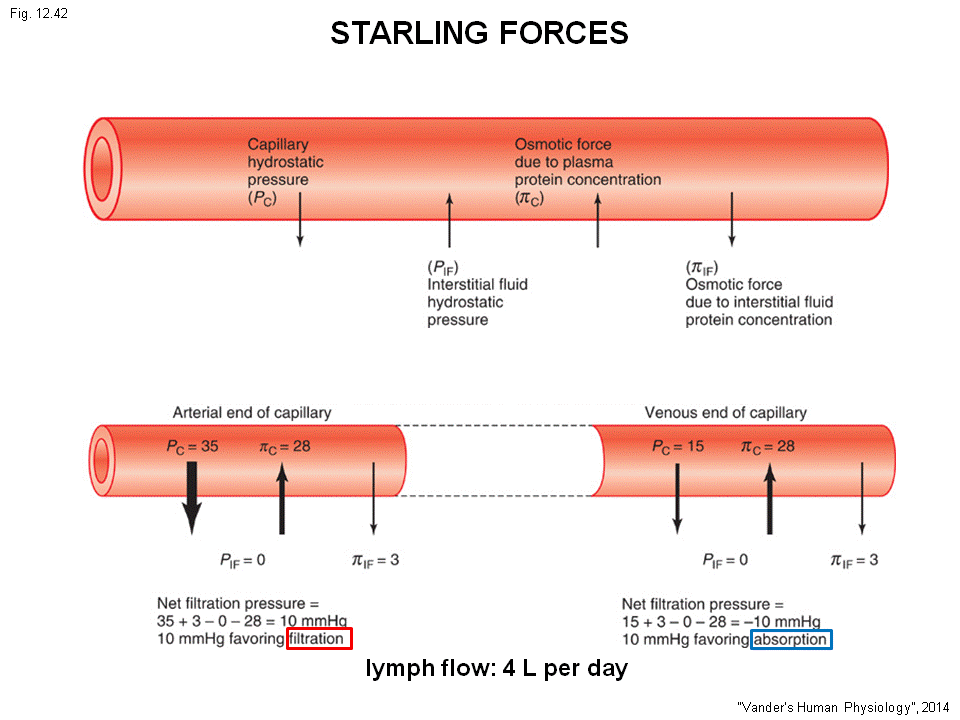 Fig. 12.42
STARLING FORCES
Capillary
hydrostatic
pressure
(PC)
Osmotic force
due to plasma
protein concentration
(πC)
(PIF)
Interstitial fluid
hydrostatic
pressure
(πIF)
Osmotic force
due to interstitial fluid
protein concentration
Arterial end of capillary
PC = 35
πC = 28
PIF = 0
πIF = 3
Net filtration pressure =
35 + 3 – 0 – 28 = 10 mmHg
10 mmHg favoring filtration
Venous end of capillary
PC = 15
πC = 28
PIF = 0
πIF = 3
Net filtration pressure =
15 + 3 – 0 – 28 = –10 mmHg
10 mmHg favoring absorption
lymph flow: 4 L per day
"Vander's Human Physiology", 2014